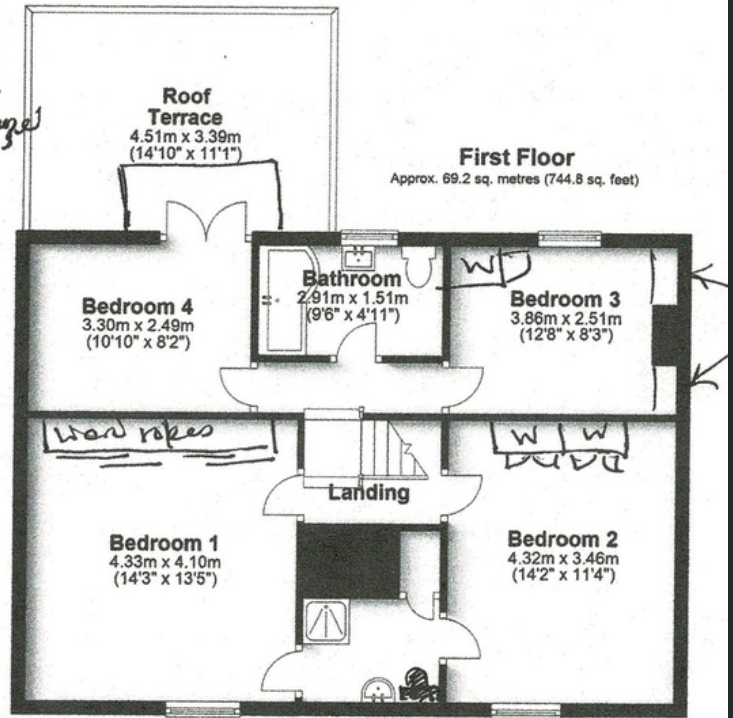 Roof
Terrace
4.51m x 3.39m
(14'10" x 11'1")
First Floor
Approx. 69.2 sq. metres (744.8 sq. feet)
Bedroom 4
3.30m x 2.49m
(10'10" x 8'2")
Bathroom
2.91m x 1.51m
(9'6" x 4'11")
W
Bedroom 3
3.86m x 2.51m
(12'8" x 8'3")
Landing
W W
Bedroom 1
4.33m x 4.10m
(14'3" x 13'5")
Bedroom 2
4.32m x 3.46m
(14'2" x 11'4")